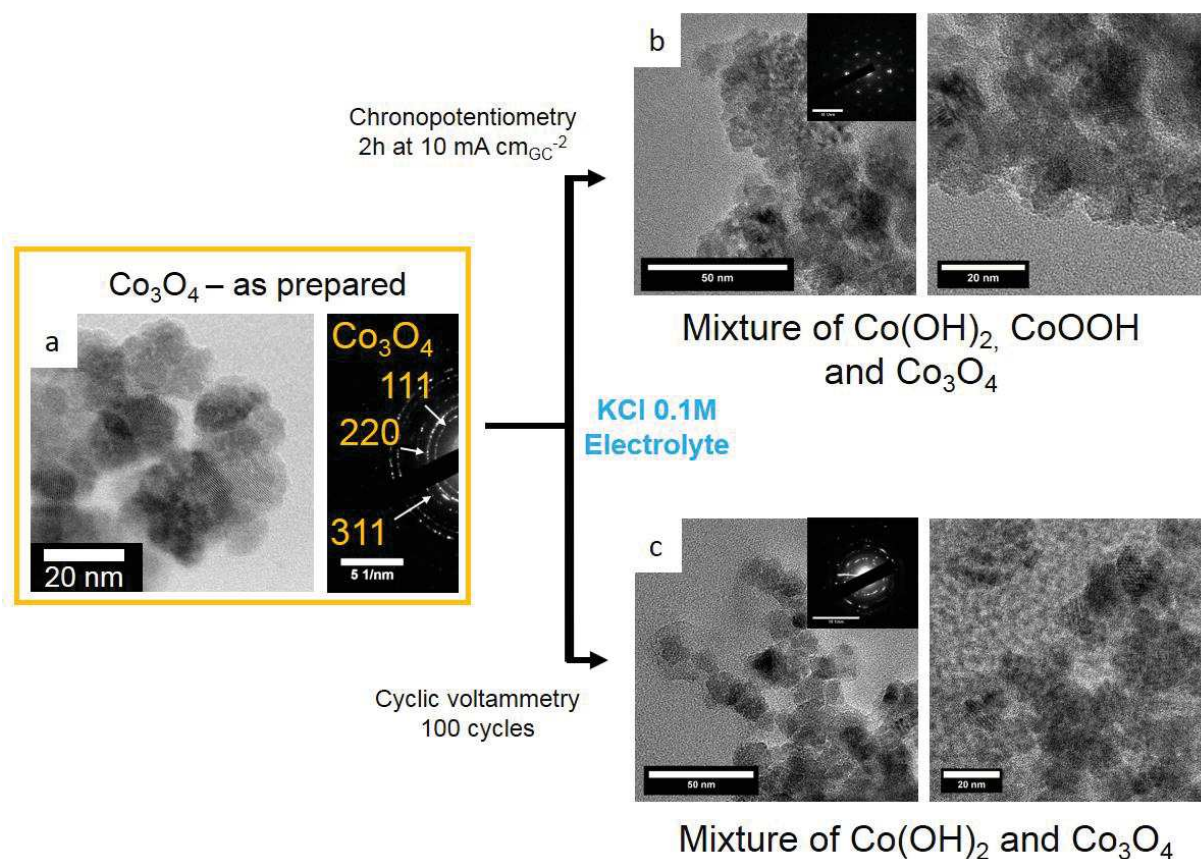 b
Chronopotentiometry
2h at 10 mA cm_GC^-2
50 nm
20 nm
Mixture of Co(OH)₂, CoOOH
and Co₃O₄
Co₃O₄ – as prepared
a
Co₃O₄
111
220
311
20 nm
5 1/nm
KCl 0.1M
Electrolyte
c
Cyclic voltammetry
100 cycles
50 nm
20 nm
Mixture of Co(OH)₂ and Co₃O₄